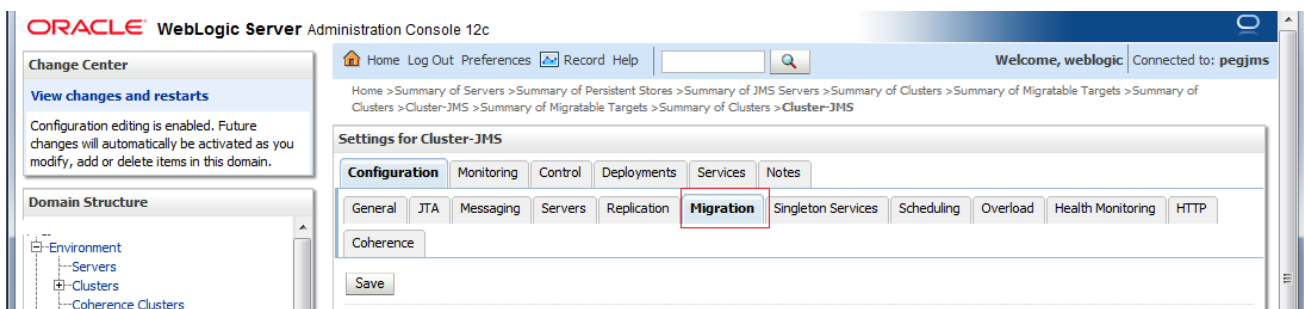 ORACLE WebLogic Server Administration Console 12c
Change Center
View changes and restarts
Configuration editing is enabled. Future
changes will automatically be activated as you
modify, add or delete items in this domain.
Domain Structure
Environment
Servers
Clusters
Coherence Clusters
Home Log Out Preferences Record Help
Welcome, weblogic Connected to: pegjms
Home >Summary of Servers >Summary of Persistent Stores >Summary of JMS Servers >Summary of Clusters >Summary of Migratable Targets >Summary of
Clusters >Cluster-JMS >Summary of Migratable Targets >Summary of Clusters >Cluster-JMS
Settings for Cluster-JMS
Configuration Monitoring Control Deployments Services Notes
General JTA Messaging Servers Replication Migration Singleton Services Scheduling Overload Health Monitoring HTTP
Coherence
Save